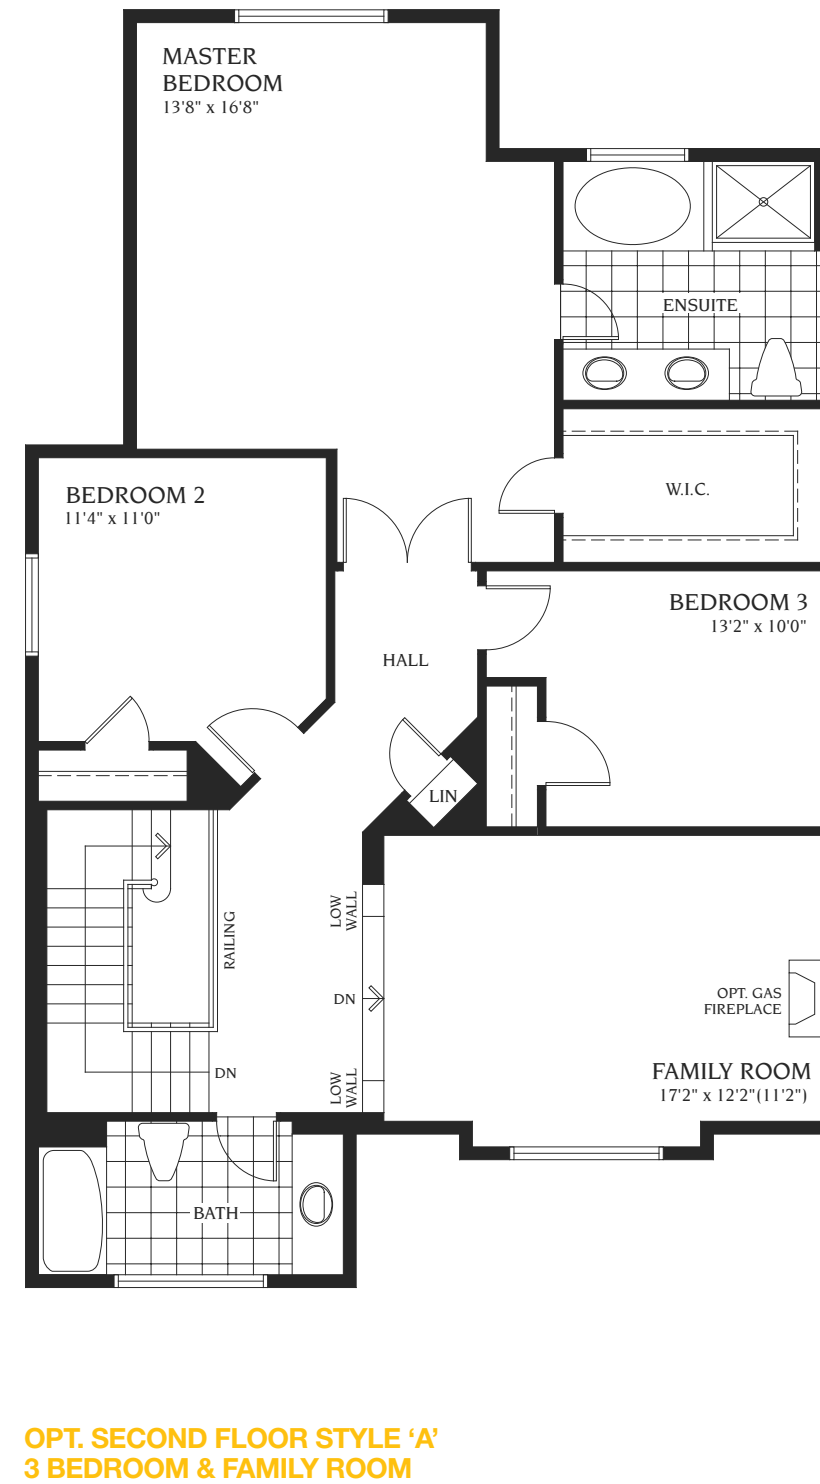 MASTER
BEDROOM
13'8" x 16'8"
ENSUITE
W.I.C.
BEDROOM 2
11'4" x 11'0"
BEDROOM 3
13'2" x 10'0"
HALL
LIN
RAILING
LOW
WALL
DN
OPT. GAS
FIREPLACE
DN
LOW
WALL
FAMILY ROOM
17'2" x 12'2"(11'2")
BATH
OPT. SECOND FLOOR STYLE ‘A’
3 BEDROOM & FAMILY ROOM